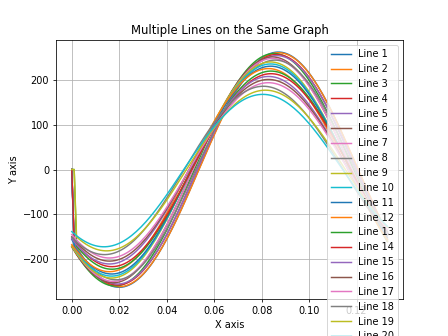 Multiple Lines on the Same Graph
Y axis
200
100
0
−100
−200
0.00
0.02
0.04
0.06
0.08
0.10
X axis
Line 1
Line 2
Line 3
Line 4
Line 5
Line 6
Line 7
Line 8
Line 9
Line 10
Line 11
Line 12
Line 13
Line 14
Line 15
Line 16
Line 17
Line 18
Line 19
Line 20